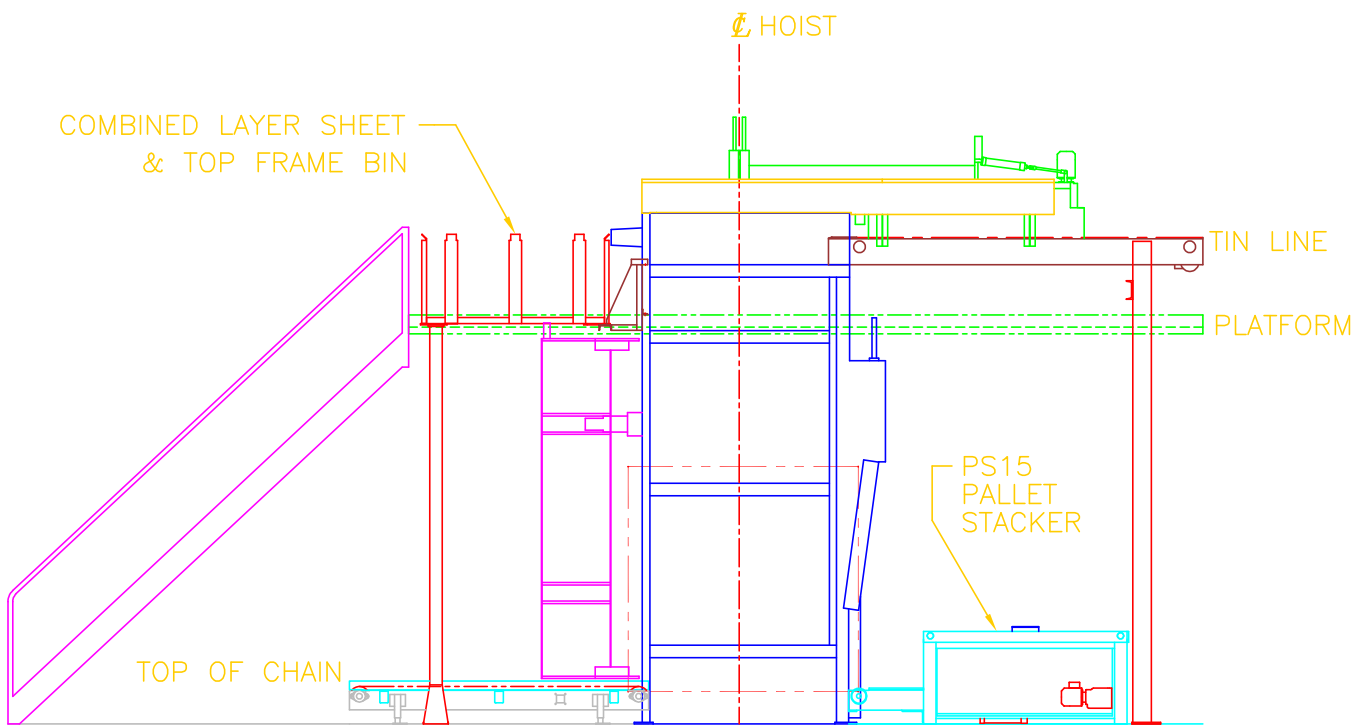 ℄ HOIST
COMBINED LAYER SHEET
& TOP FRAME BIN
TIN LINE
PLATFORM
PS15
PALLET
STACKER
TOP OF CHAIN